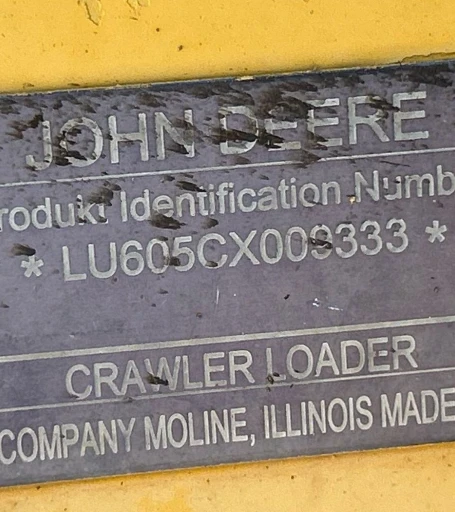 JOHN DEERE
rodukt Identification Numb
* LU605CX009333 *
CRAWLER LOADER
COMPANY MOLINE, ILLINOIS MADE